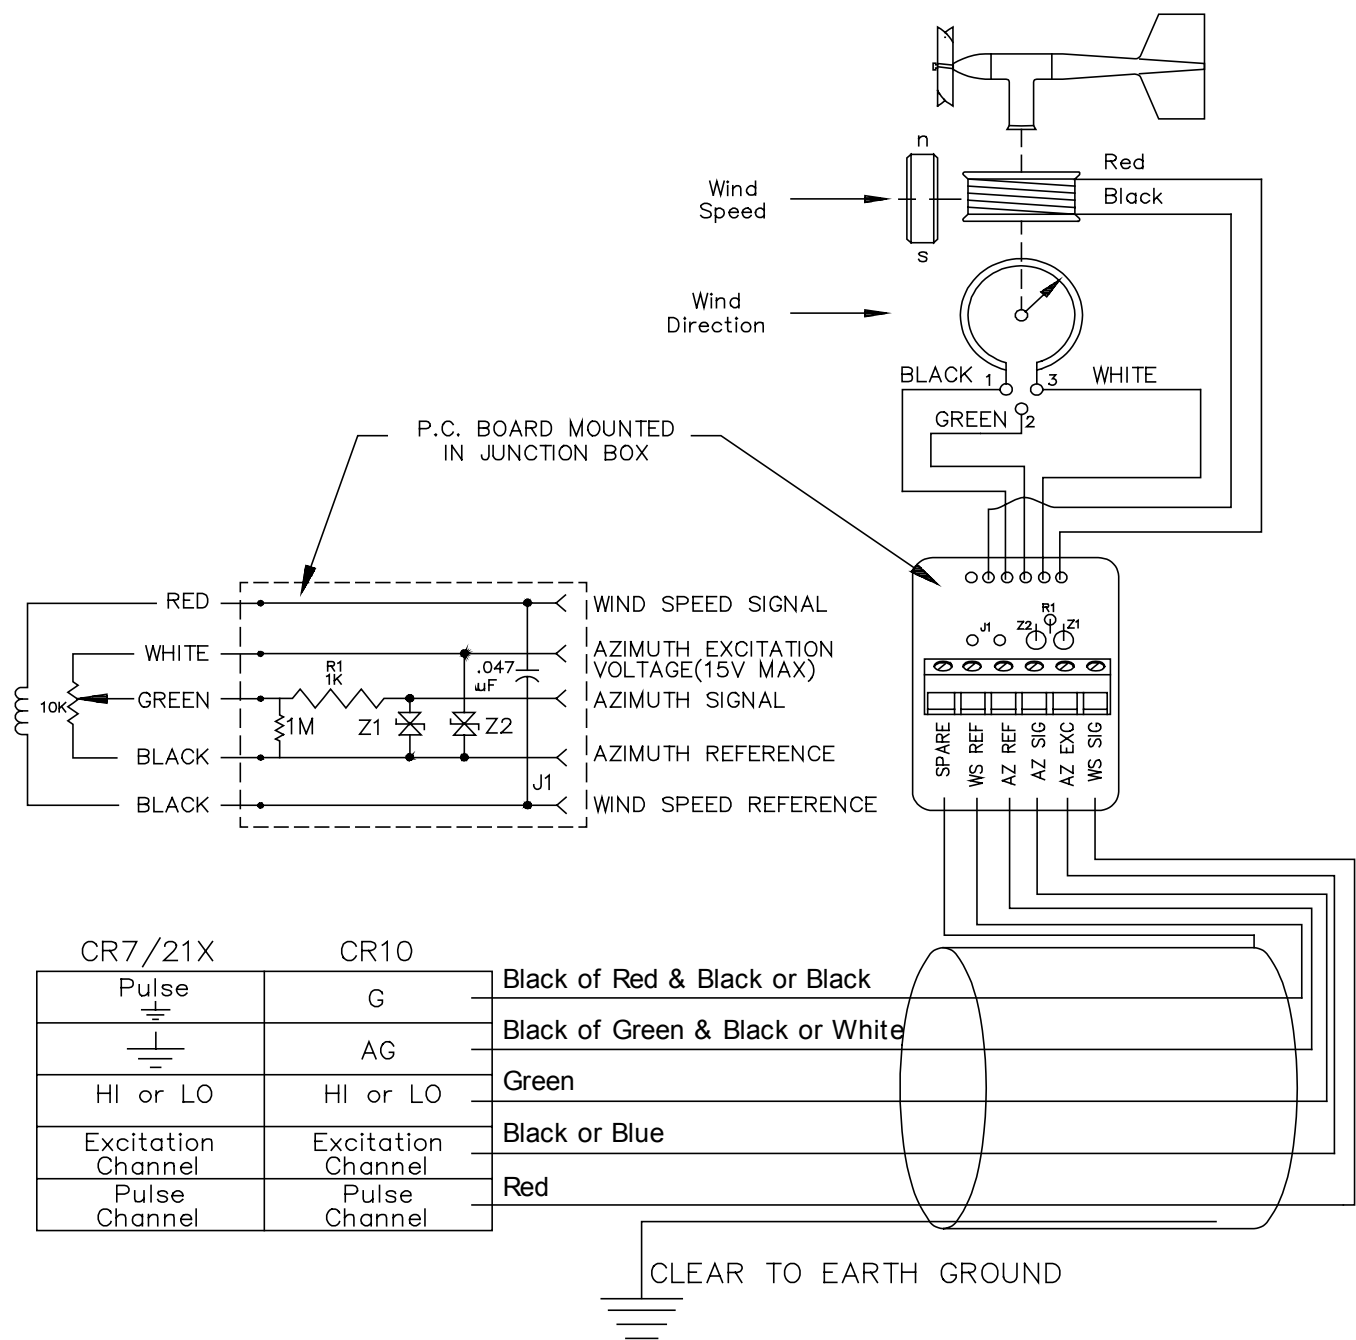 n
Red
Wind
Speed
Black
s
Wind
Direction
BLACK 1 3 WHITE
GREEN 2
P.C. BOARD MOUNTED
IN JUNCTION BOX
RED
WIND SPEED SIGNAL
WHITE
AZIMUTH EXCITATION
VOLTAGE(15V MAX)
R1
1K
.047
uF
10K
GREEN
AZIMUTH SIGNAL
1M
Z1
Z2
BLACK
AZIMUTH REFERENCE
J1
BLACK
WIND SPEED REFERENCE
R1
J1
Z2
Z1
SPARE
WS REF
AZ REF
AZ SIG
AZ EXC
WS SIG
CR7/21X
CR10
Pulse
G
Black of Red & Black or Black
AG
Black of Green & Black or White
HI or LO
HI or LO
Green
Excitation
Channel
Excitation
Channel
Black or Blue
Pulse
Channel
Pulse
Channel
Red
CLEAR TO EARTH GROUND